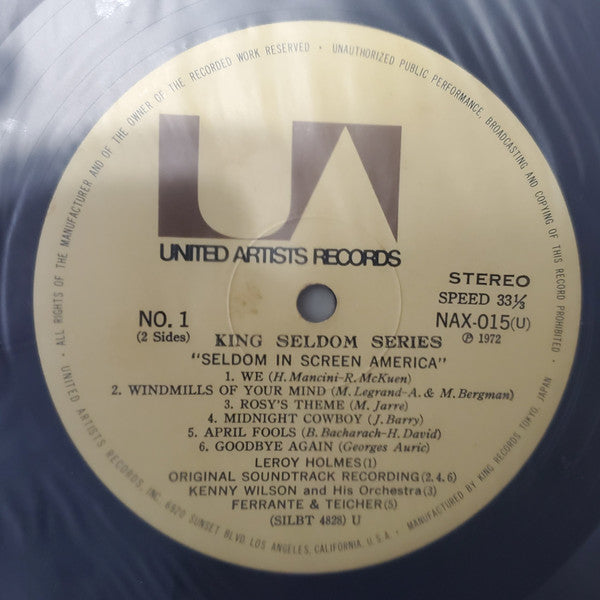 ALL RIGHTS OF THE MANUFACTURER AND OF THE OWNER OF THE RECORDED WORK RESERVED · UNAUTHORIZED PUBLIC PERFORMANCE, BROADCASTING AND COPYING OF THIS RECORD PROHIBITED ·
UA
UNITED ARTISTS RECORDS
STEREO
SPEED 33⅓
NO. 1
NAX-015(U)
(2 Sides)
℗ 1972
KING SELDOM SERIES
"SELDOM IN SCREEN AMERICA"
1. WE (H. Mancini-R. McKuen)
2. WINDMILLS OF YOUR MIND (M. Legrand-A. & M. Bergman)
3. ROSY'S THEME (M. Jarre)
4. MIDNIGHT COWBOY (J. Barry)
5. APRIL FOOLS (B. Bacharach-H. David)
6. GOODBYE AGAIN (Georges Auric)
LEROY HOLMES(1)
ORIGINAL SOUNDTRACK RECORDING(2.4.6)
KENNY WILSON and His Orchestra(3)
FERRANTE & TEICHER(5)
(SILBT 4828) U
UNITED ARTISTS RECORDS, INC. 6920 SUNSET BLVD. LOS ANGELES, CALIFORNIA, U.S.A. · MANUFACTURED BY KING RECORDS TOKYO, JAPAN